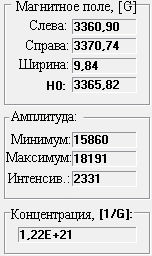 Магнитное поле, [G]
Слева: 3360,90
Справа: 3370,74
Ширина: 9,84
H0: 3365,82
Амплитуда:
Минимум: 15860
Максимум: 18191
Интенсив.: 2331
Концентрация, [1/G]:
1,22E+21